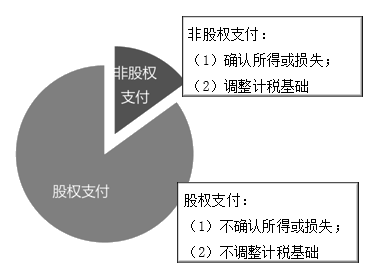 非股权
支付
非股权支付：
（1）确认所得或损失；
（2）调整计税基础
股权支付
股权支付：
（1）不确认所得或损失；
（2）不调整计税基础